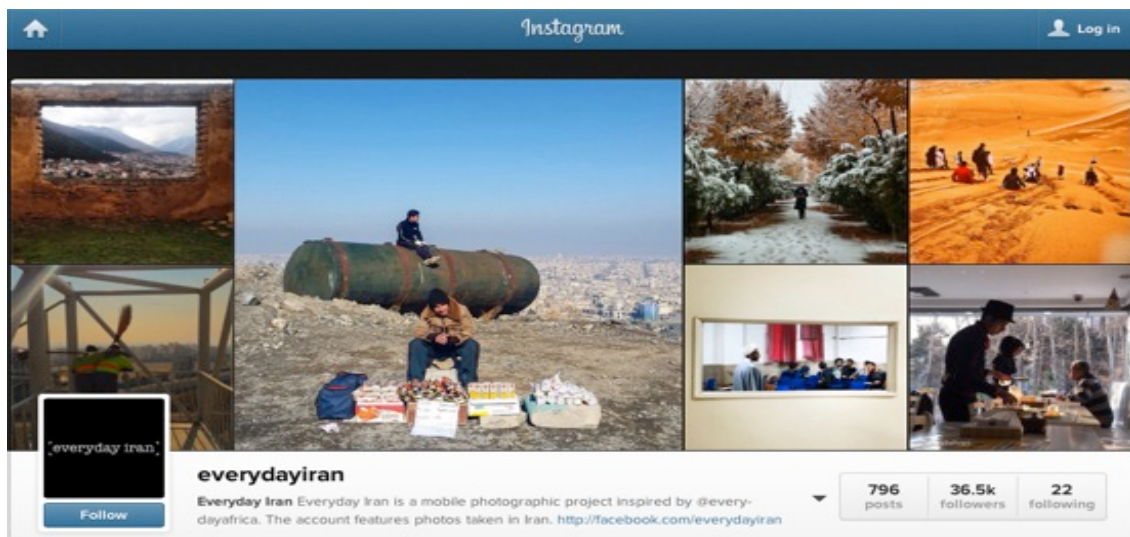 Instagram
Log in
everyday iran
Follow
everydayiran
Everyday Iran Everyday Iran is a mobile photographic project inspired by @every-
dayafrica. The account features photos taken in Iran. http://facebook.com/everydayiran
796
posts
36.5k
followers
22
following